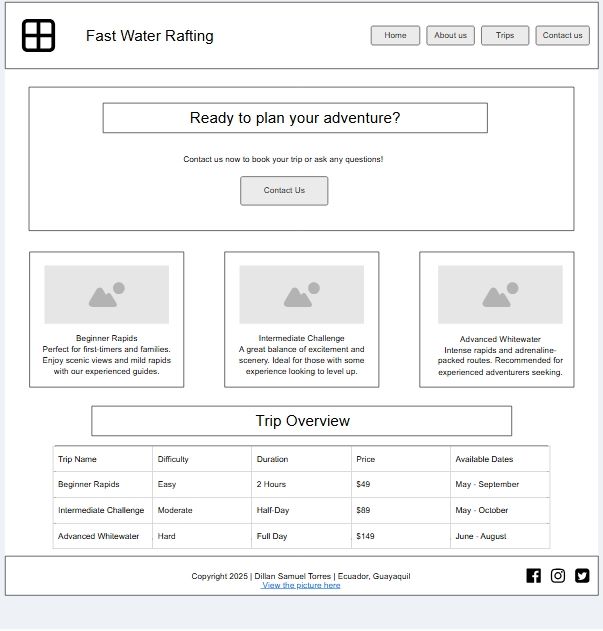 Fast Water Rafting
Home
About us
Trips
Contact us
Ready to plan your adventure?
Contact us now to book your trip or ask any questions!
Contact Us
Beginner Rapids
Perfect for first-timers and families.
Enjoy scenic views and mild rapids
with our experienced guides.
Intermediate Challenge
A great balance of excitement and
scenery. Ideal for those with some
experience looking to level up.
Advanced Whitewater
Intense rapids and adrenaline-
packed routes. Recommended for
experienced adventurers seeking.
Trip Overview
Trip Name Difficulty Duration Price Available Dates
Beginner Rapids Easy 2 Hours $49 May - September
Intermediate Challenge Moderate Half-Day $89 May - October
Advanced Whitewater Hard Full Day $149 June - August
Copyright 2025 | Dillan Samuel Torres | Ecuador, Guayaquil
View the picture here